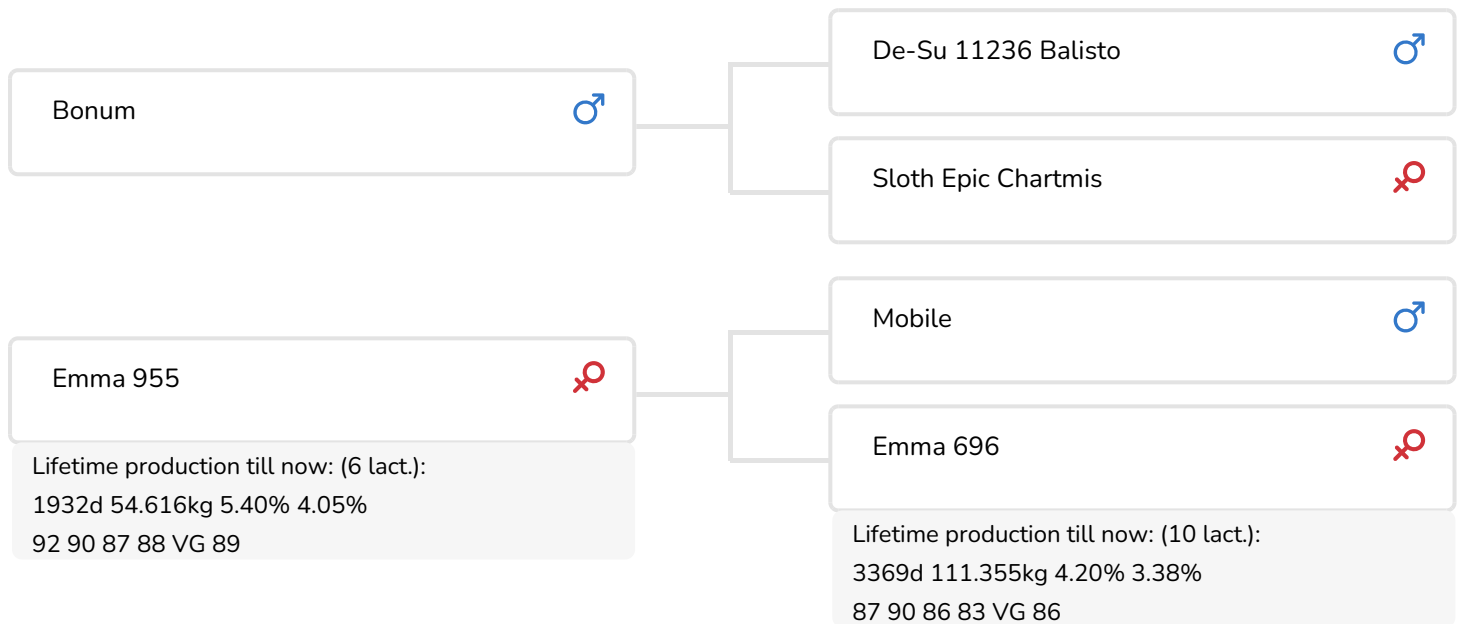 De-Su 11236 Balisto
Bonum
Sloth Epic Chartmis
Mobile
Emma 955
Emma 696
Lifetime production till now: (6 lact.):
1932d 54.616kg 5.40% 4.05%
92 90 87 88 VG 89
Lifetime production till now: (10 lact.):
3369d 111.355kg 4.20% 3.38%
87 90 86 83 VG 86